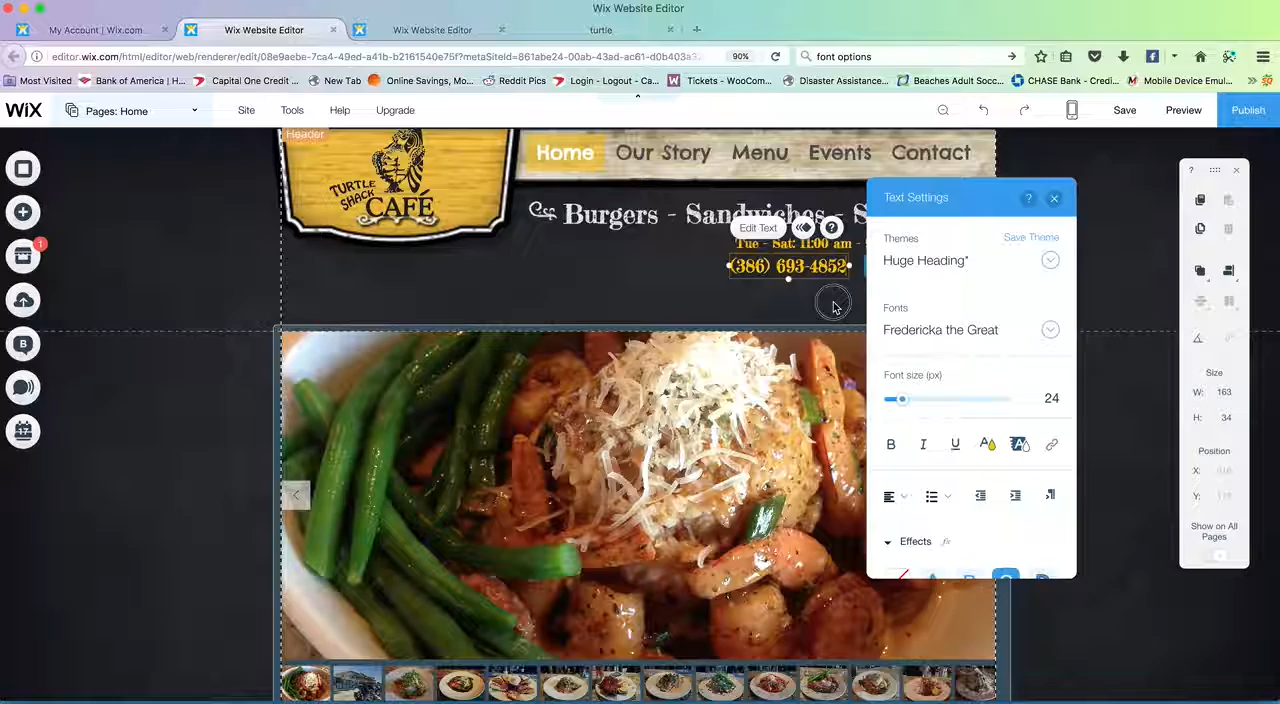 Wix Website Editor
My Account | Wix.com
Wix Website Editor
Wix Website Editor
turtle
editor.wix.com/html/editor/web/renderer/edit/08e9aebe-7ca4-49ed-a41b-b2161540e75f?metaSiteId=861abe24-00ab-43ad-ac61-d0b403a3
90%
font options
Most Visited
Bank of America | H...
Capital One Credit ...
New Tab
Online Savings, Mo...
Reddit Pics
Login - Logout - Ca...
Tickets - WooCom...
Disaster Assistance...
Beaches Adult Socc...
CHASE Bank - Credi...
Mobile Device Emul...
WiX
Pages: Home
Site
Tools
Help
Upgrade
Save
Preview
Publish
Header
Home
Our Story
Menu
Events
Contact
TURTLE
SHACK
CAFÉ
Burgers - Sandwiches - S
Edit Text
Tue - Sat: 11:00 am -
(386) 693-4852
Text Settings
Themes
Save Theme
Huge Heading*
Fonts
Fredericka the Great
Font size (px)
24
B
I
U
Effects
fx
1
B
17
Size
W: 163
H: 34
Position
X:
Y:
Show on All
Pages